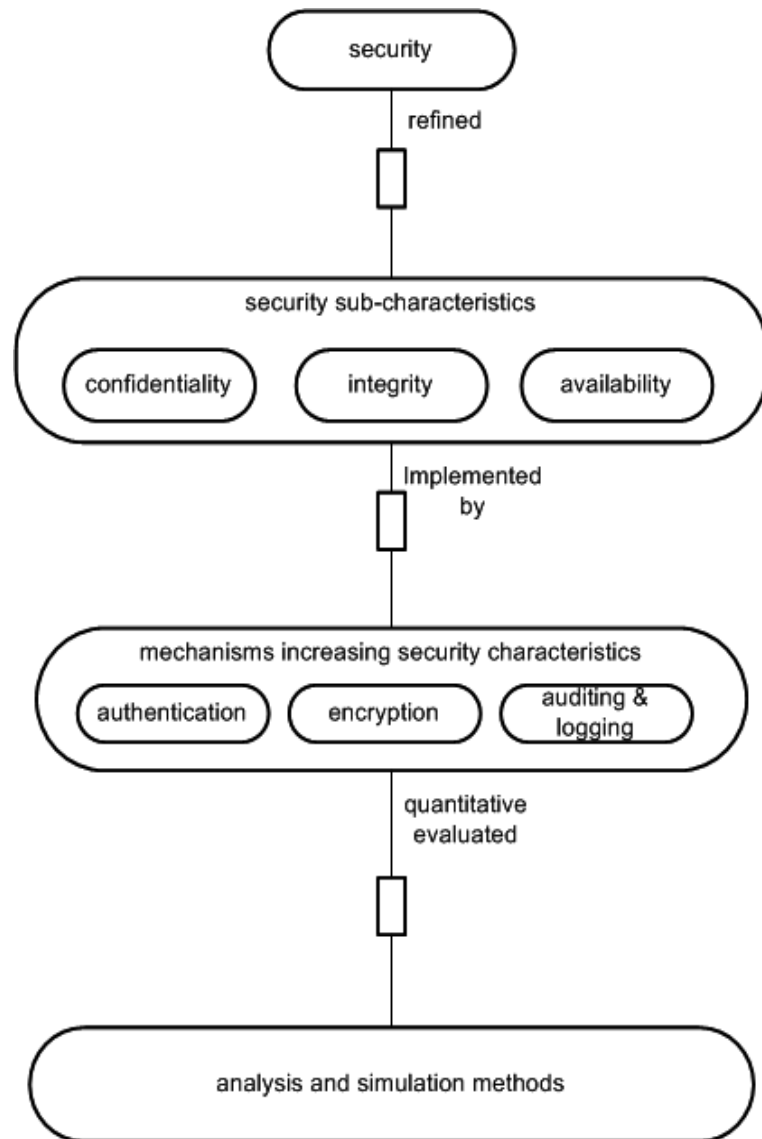 security
refined
security sub-characteristics
confidentiality
integrity
availability
Implemented
by
mechanisms increasing security characteristics
authentication
encryption
auditing &
logging
quantitative
evaluated
analysis and simulation methods